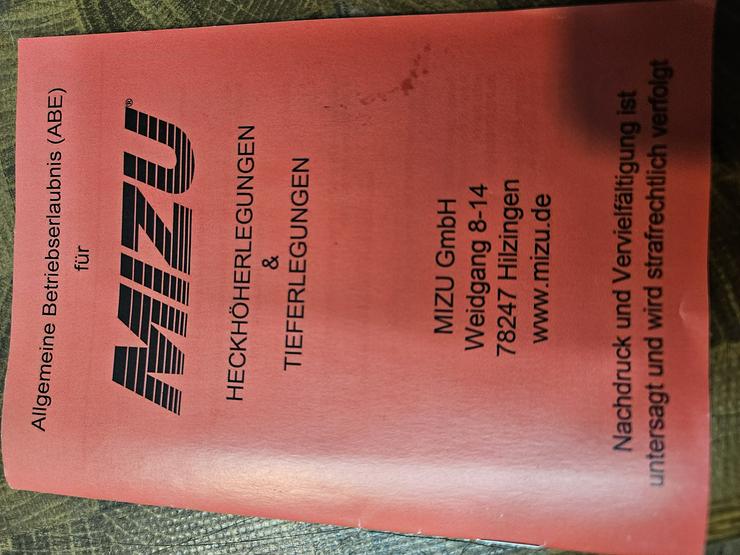 Allgemeine Betriebserlaubnis (ABE)
für
MIZU®
HECKHÖHERLEGUNGEN
&
TIEFERLEGUNGEN
MIZU GmbH
Weidgang 8-14
78247 Hilzingen
www.mizu.de
Nachdruck und Vervielfältigung ist
untersagt und wird strafrechtlich verfolgt